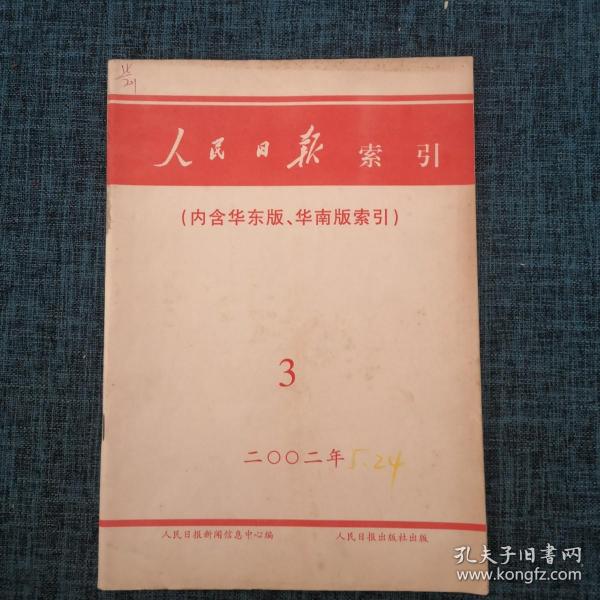 人民日报 索引
(内含华东版、华南版索引)
3
二〇〇二年 5.24
人民日报新闻信息中心编 人民日报出版社出版
孔夫子旧書网
www.kongfz.com